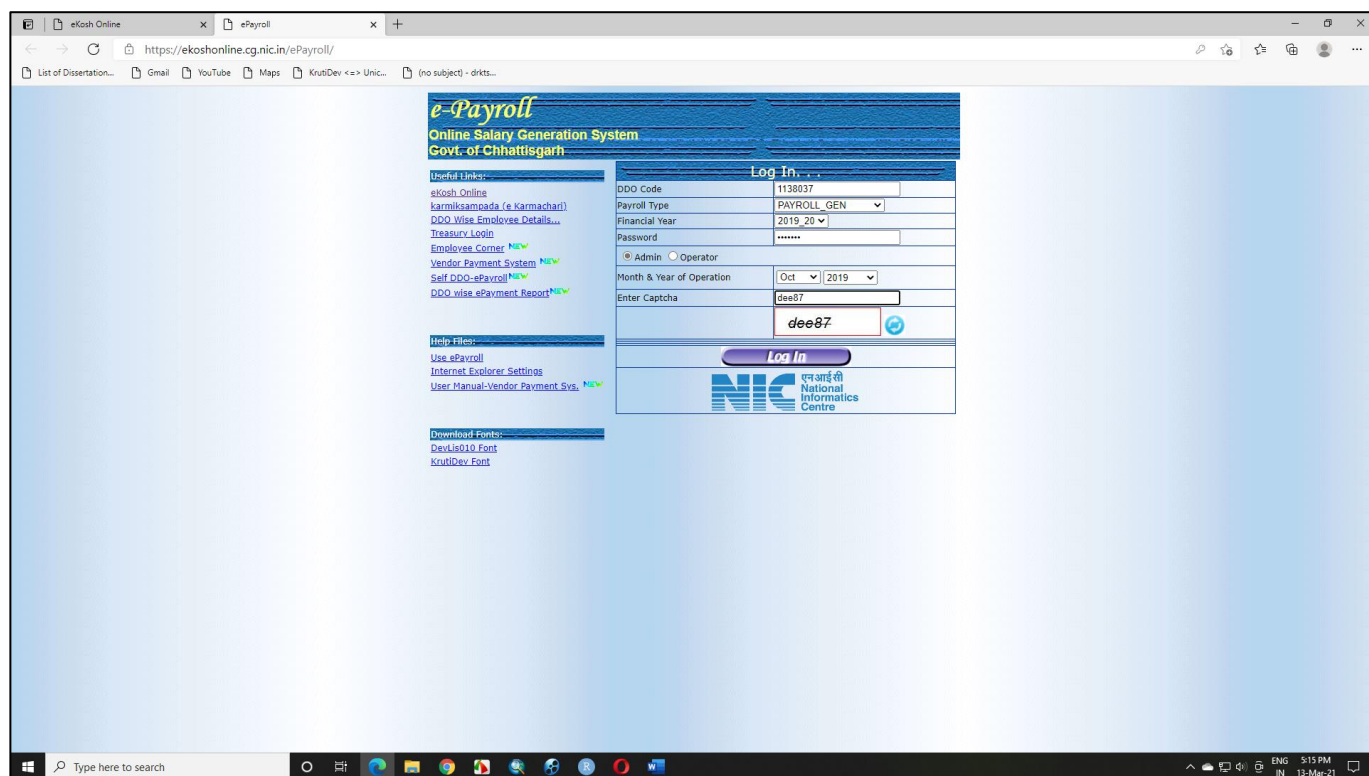 eKosh Online
ePayroll
https://ekoshonline.cg.nic.in/ePayroll/
List of Dissertation... Gmail YouTube Maps KrutiDev <=> Unic... (no subject) - drkts...
e-Payroll
Online Salary Generation System
Govt. of Chhattisgarh
Useful Links:
eKosh Online
karmiksampada (e Karmachari)
DDO Wise Employee Details...
Treasury Login
Employee Corner NEW
Vendor Payment System NEW
Self DDO-ePayroll NEW
DDO wise ePayment Report NEW
Help Files:
Use ePayroll
Internet Explorer Settings
User Manual-Vendor Payment Sys. NEW
Download Fonts:
DevLis010 Font
KrutiDev Font
Log In. . .
DDO Code 1138037
Payroll Type PAYROLL_GEN
Financial Year 2019_20
Password
Admin Operator
Month & Year of Operation Oct 2019
Enter Captcha dee87
dee87
Log In
NIC
एन आई सी
National
Informatics
Centre
Type here to search
ENG 5:15 PM
IN 13-Mar-21